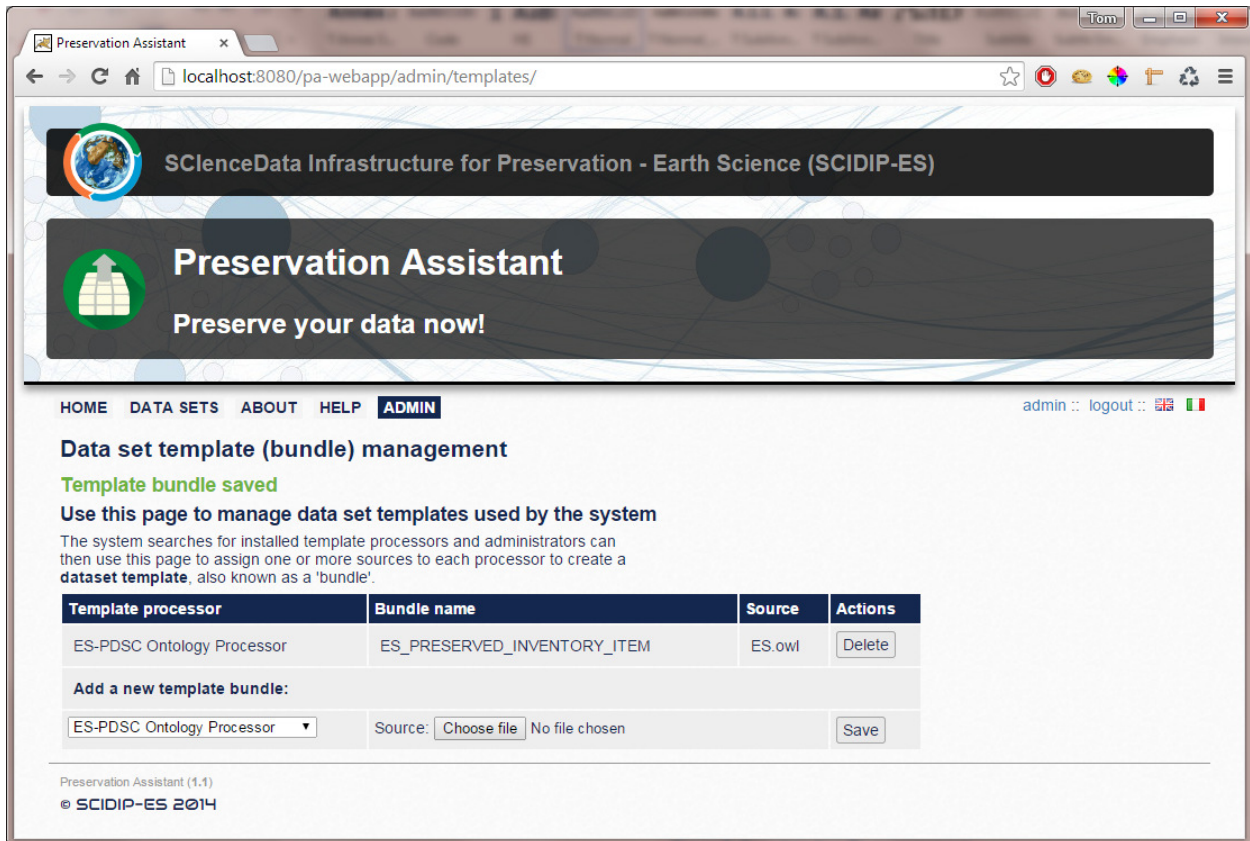 Tom
Preservation Assistant
localhost:8080/pa-webapp/admin/templates/
SCIenceData Infrastructure for Preservation - Earth Science (SCIDIP-ES)
Preservation Assistant
Preserve your data now!
HOME DATA SETS ABOUT HELP ADMIN
admin :: logout ::
Data set template (bundle) management
Template bundle saved
Use this page to manage data set templates used by the system
The system searches for installed template processors and administrators can
then use this page to assign one or more sources to each processor to create a
dataset template, also known as a 'bundle'.
Template processor Bundle name Source Actions
ES-PDSC Ontology Processor ES_PRESERVED_INVENTORY_ITEM ES.owl Delete
Add a new template bundle:
ES-PDSC Ontology Processor Source: Choose file No file chosen Save
Preservation Assistant (1.1)
© SCIDIP-ES 2014